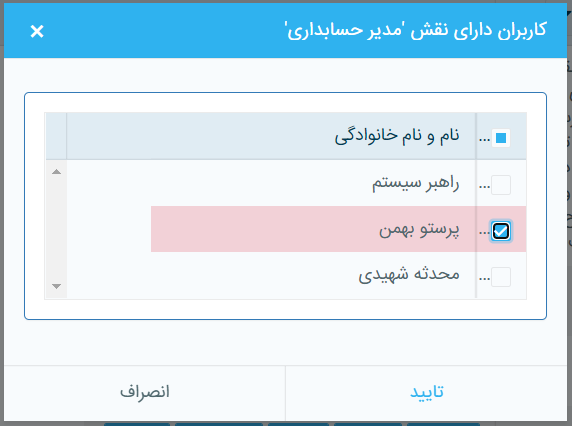 کاربران دارای نقش 'مدیر حسابداری'
... نام و نام خانوادگی
... راهبر سیستم
... پرستو بهمن
... محدثه شهیدی
تایید
انصراف